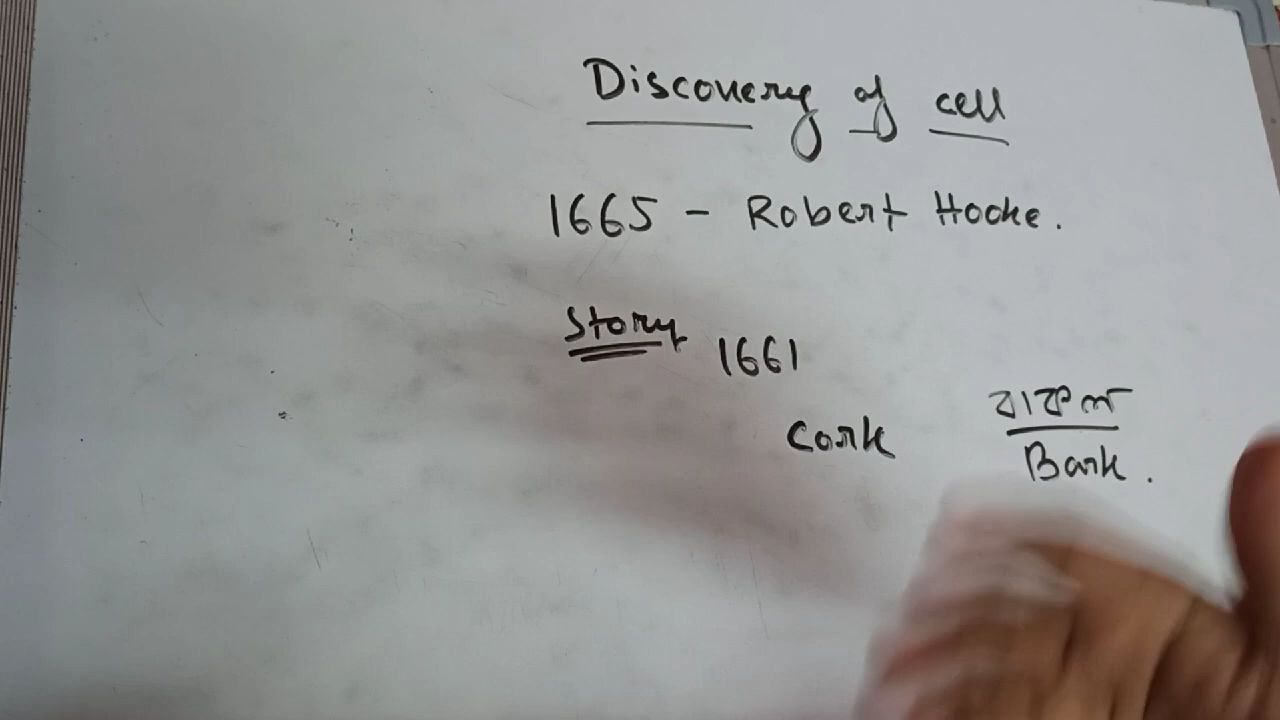 Discovery of cell
1665 - Robert Hooke.
Story 1661
Cork
বাকল
Bark.